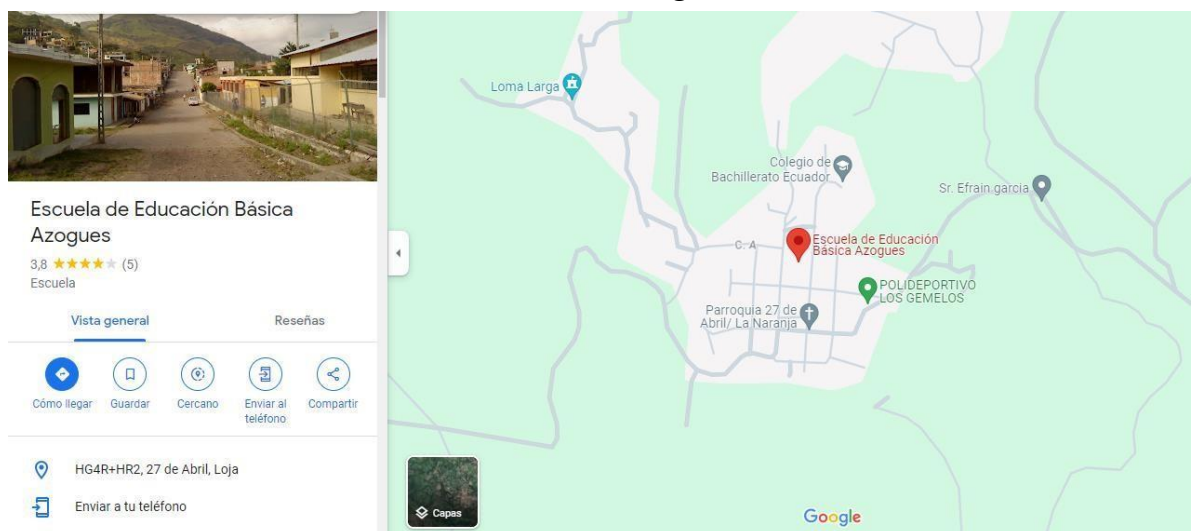 Escuela de Educación Básica
Azogues
3,8 (5)
Escuela
Vista general
Reseñas
Cómo llegar
Guardar
Cercano
Enviar al
teléfono
Compartir
HG4R+HR2, 27 de Abril, Loja
Enviar a tu teléfono
Loma Larga
Colegio de
Bachillerato Ecuador
Sr. Efrain garcia
C. A
Escuela de Educación
Básica Azogues
POLIDEPORTIVO
LOS GEMELOS
Parroquia 27 de
Abril/ La Naranja
Capas
Google